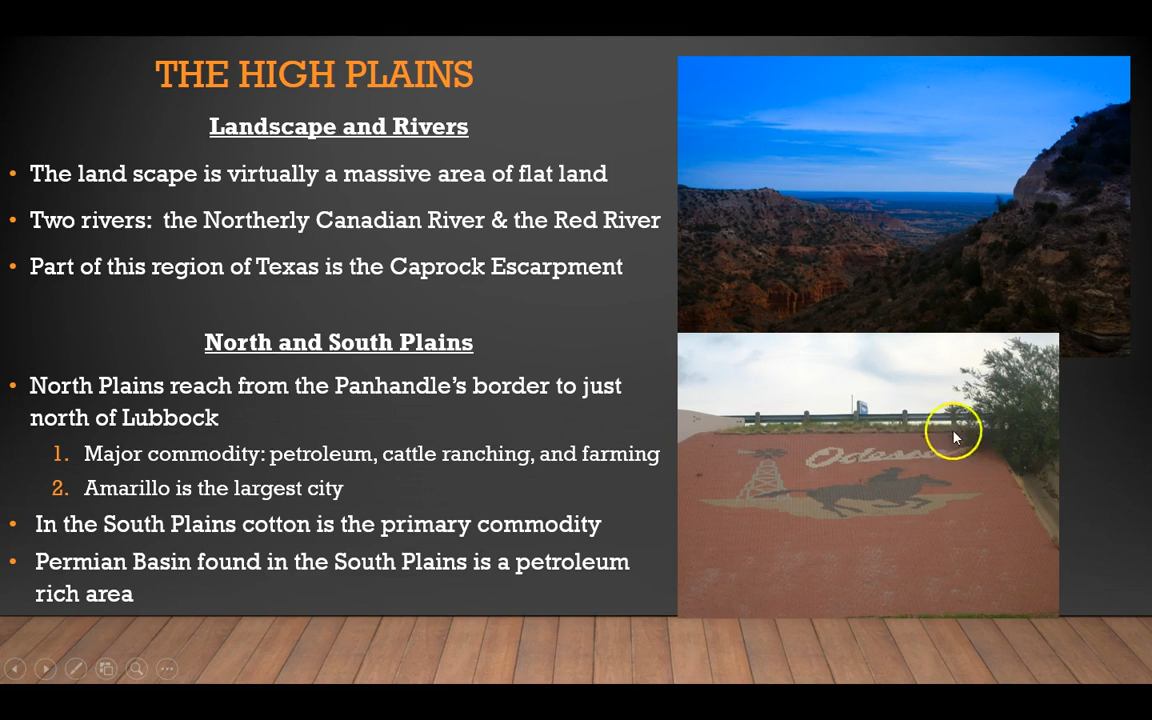 THE HIGH PLAINS
Landscape and Rivers
• The land scape is virtually a massive area of flat land
• Two rivers:  the Northerly Canadian River & the Red River
• Part of this region of Texas is the Caprock Escarpment
North and South Plains
• North Plains reach from the Panhandle's border to just
north of Lubbock
1. Major commodity: petroleum, cattle ranching, and farming
2. Amarillo is the largest city
• In the South Plains cotton is the primary commodity
• Permian Basin found in the South Plains is a petroleum
rich area
Odessa